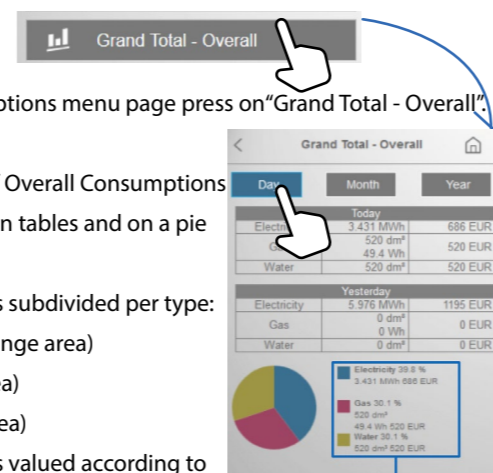 Grand Total - Overall
ptions menu page press on“Grand Total - Overall”.
Overall Consumptions
n tables and on a pie
s subdivided per type:
nge area)
ea)
ea)
s valued according to
Grand Total - Overall
Day Month Year
Today
3.431 MWh 686 EUR
520 dm³
520 EUR
49.4 Wh
Water 520 dm³ 520 EUR
Yesterday
Electricity 5.976 MWh 1195 EUR
0 dm³
Gas 0 EUR
0 Wh
Water 0 dm³ 0 EUR
Electricity 39.8 %
3.431 MWh 686 EUR
Gas 30.1 %
520 dm³
49.4 Wh 520 EUR
Water 30.1 %
520 dm³ 520 EUR